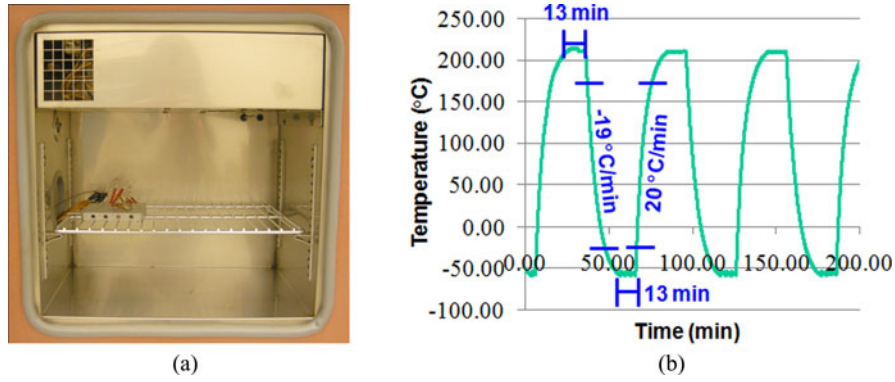 250.00
200.00
150.00
100.00
50.00
0.00
-50.00
-100.00
Temperature (°C)
13 min
-19 °C/min
20 °C/min
0.00 50.00 100.00 150.00 200.00
13 min
Time (min)
(a) (b)